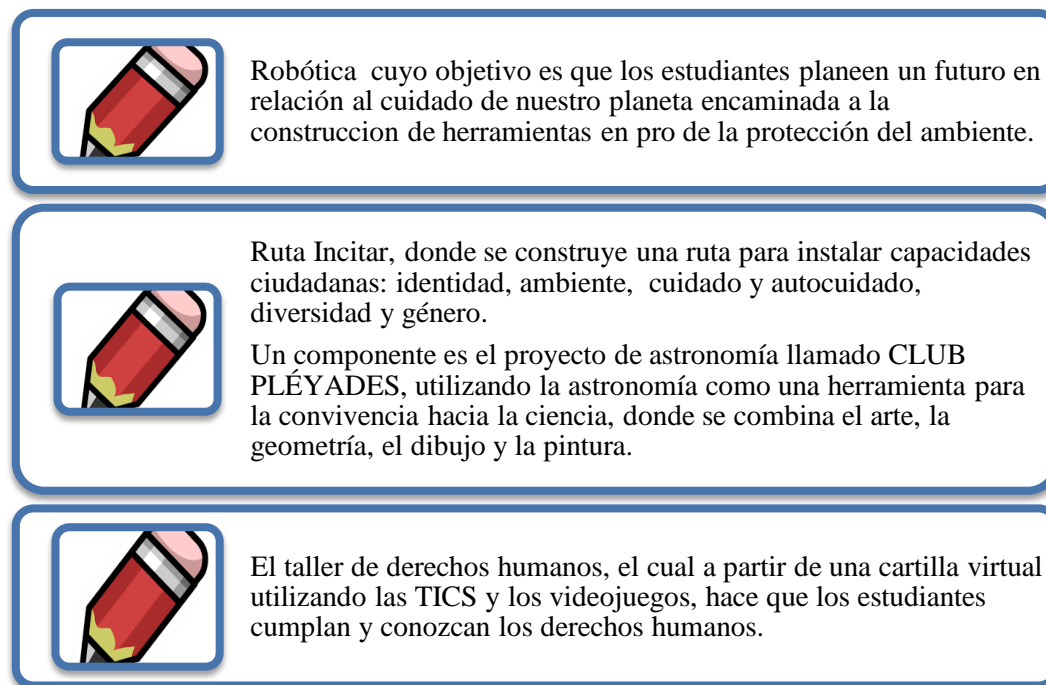 Robótica cuyo objetivo es que los estudiantes planeen un futuro en
relación al cuidado de nuestro planeta encaminada a la
construccion de herramientas en pro de la protección del ambiente.
Ruta Incitar, donde se construye una ruta para instalar capacidades
ciudadanas: identidad, ambiente, cuidado y autocuidado,
diversidad y género.
Un componente es el proyecto de astronomía llamado CLUB
PLÉYADES, utilizando la astronomía como una herramienta para
la convivencia hacia la ciencia, donde se combina el arte, la
geometría, el dibujo y la pintura.
El taller de derechos humanos, el cual a partir de una cartilla virtual
utilizando las TICS y los videojuegos, hace que los estudiantes
cumplan y conozcan los derechos humanos.